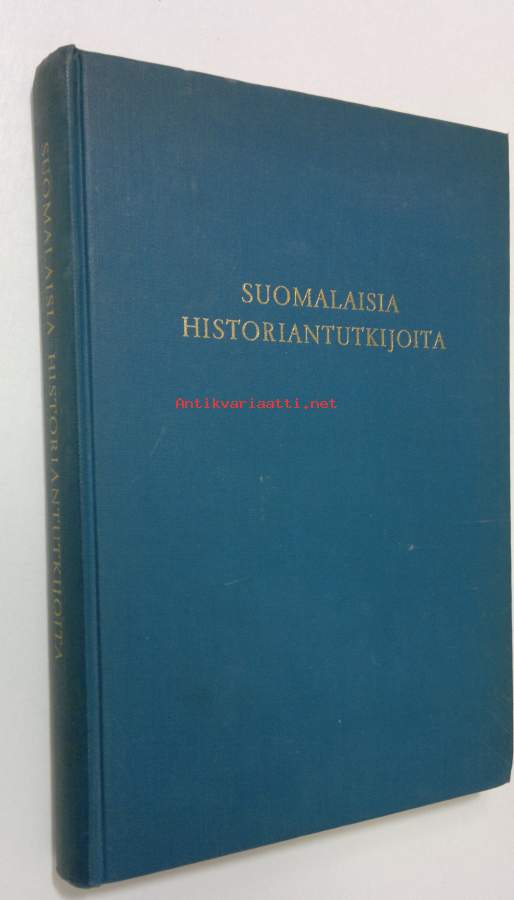 SUOMALAISIA
HISTORIANTUTKIJOITA
Antikvariaatti.net
SUOMALAISIA HISTORIANTUTKIJOITA